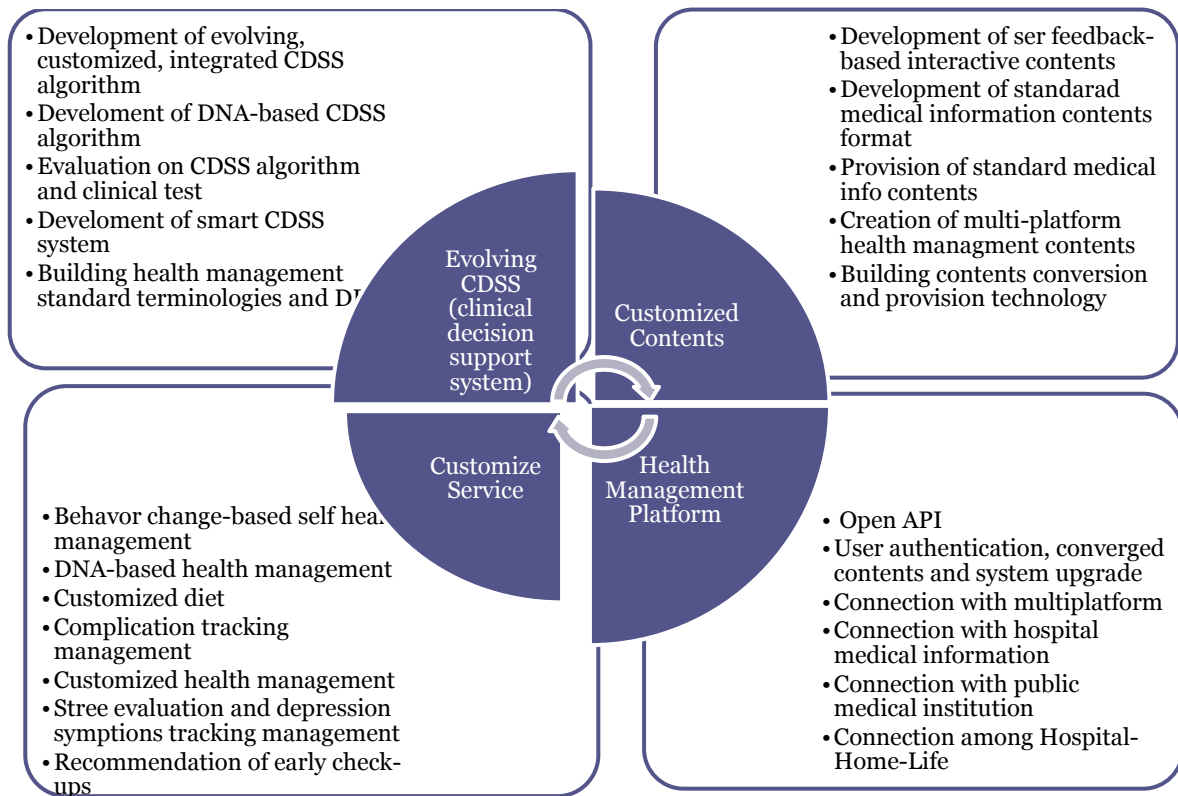 • Development of evolving,
customized, integrated CDSS
algorithm
• Develoment of DNA-based CDSS
algorithm
• Evaluation on CDSS algorithm
and clinical test
• Develoment of smart CDSS
system
• Building health management
standard terminologies and
• Development of ser feedback-
based interactive contents
• Development of standarad
medical information contents
format
• Provision of standard medical
info contents
• Creation of multi-platform
health managment contents
• Building contents conversion
and provision technology
Evolving
CDSS
(clinical
decision
support
system)
Customized
Contents
Customize
Service
Health
Management
Platform
• Behavor change-based self
management
• DNA-based health management
• Customized diet
• Complication tracking
management
• Customized health management
• Stree evaluation and depression
symptoms tracking management
• Recommendation of early check-
ups
• Open API
• User authentication, converged
contents and system upgrade
• Connection with multiplatform
• Connection with hospital
medical information
• Connection with public
medical institution
• Connection among Hospital-
Home-Life